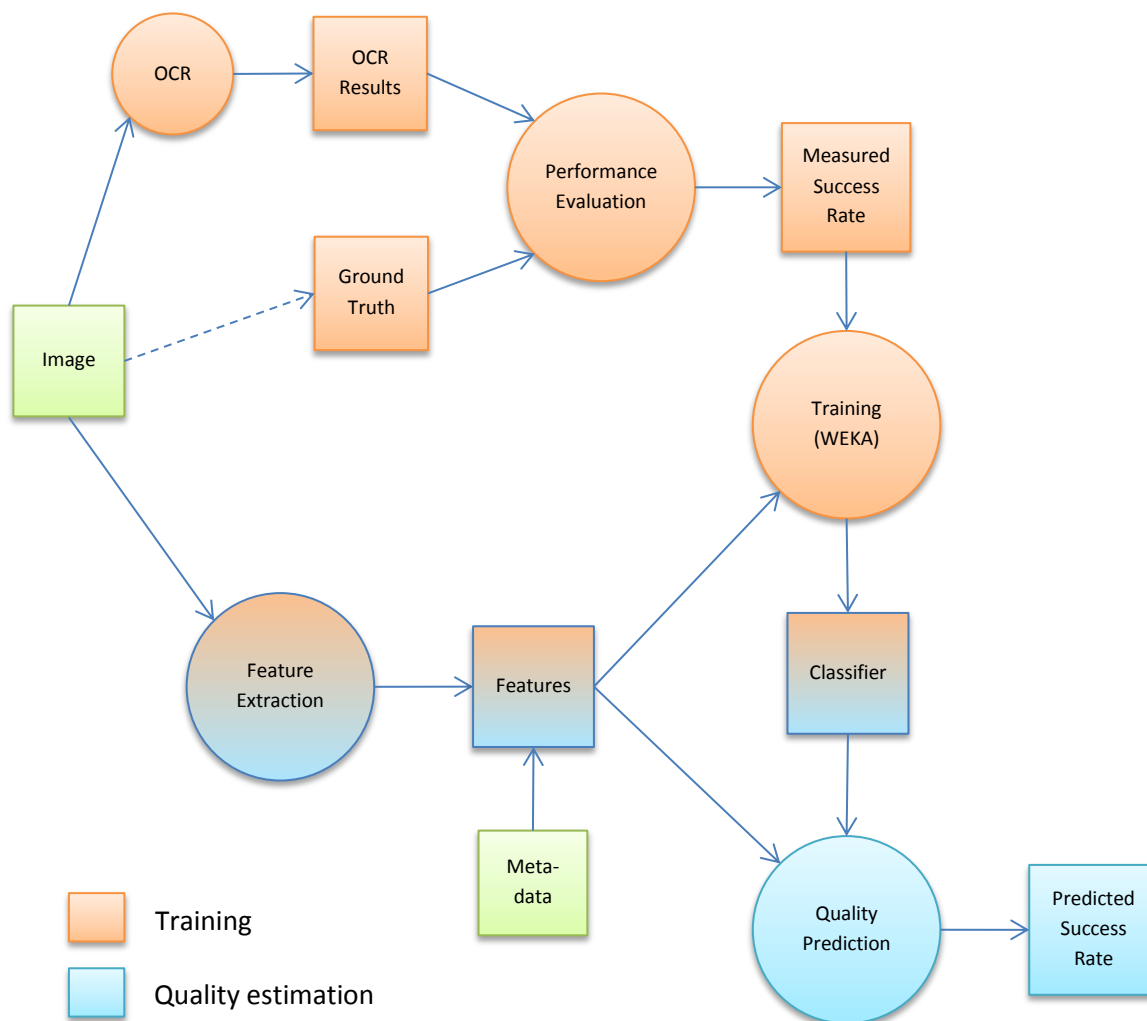 OCR
OCR
Results
Performance
Evaluation
Measured
Success
Rate
Ground
Truth
Image
Training
(WEKA)
Feature
Extraction
Features
Classifier
Meta-
data
Quality
Prediction
Predicted
Success
Rate
Training
Quality estimation